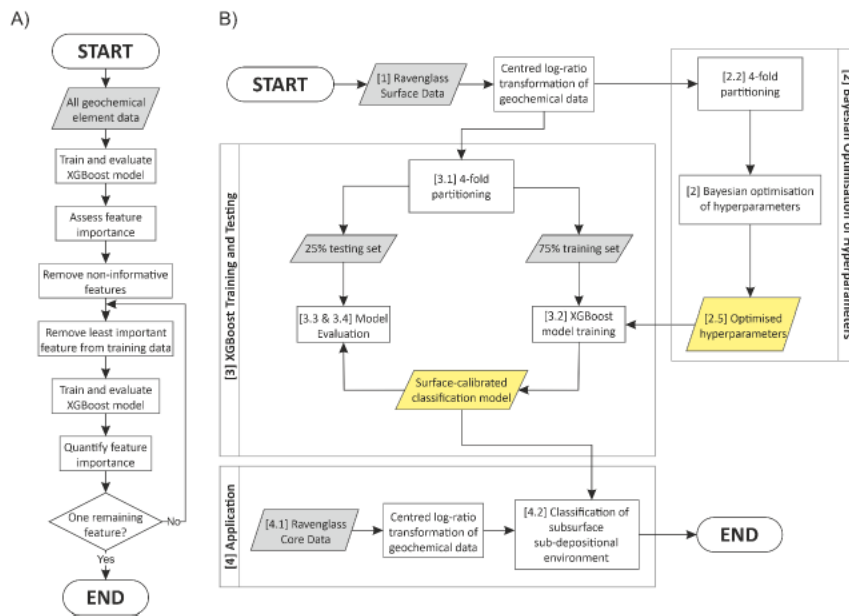 A)
START
All geochemical
element data
Train and evaluate
XGBoost model
Assess feature
importance
Remove non-informative
features
Remove least important
feature from training data
Train and evaluate
XGBoost model
Quantify feature
importance
One remaining
feature?
No
Yes
END
B)
START
[1] Ravenglass
Surface Data
Centred log-ratio
transformation of
geochemical data
[2.2] 4-fold
partitioning
[2] Bayesian optimisation
of hyperparameters
[2.5] Optimised
hyperparameters
[2] Bayesian Optimisation of Hyperparameters
[3] XGBoost Training and Testing
[3.1] 4-fold
partitioning
25% testing set
75% training set
[3.3 & 3.4] Model
Evaluation
[3.2] XGBoost
model training
Surface-calibrated
classification model
[4] Application
[4.1] Ravenglass
Core Data
Centred log-ratio
transformation of
geochemical data
[4.2] Classification of
subsurface
sub-depositional
environment
END